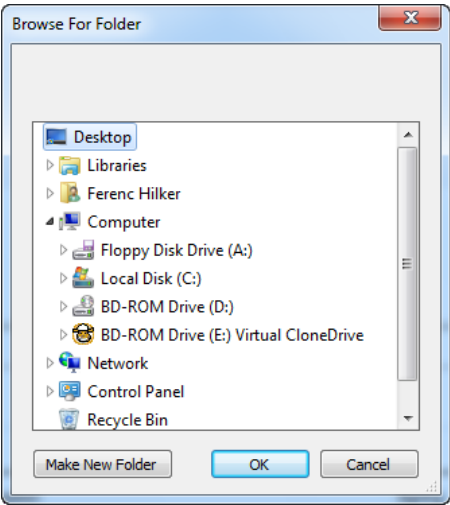 Browse For Folder
Desktop
Libraries
Ferenc Hilker
Computer
Floppy Disk Drive (A:)
Local Disk (C:)
BD-ROM Drive (D:)
BD-ROM Drive (E:) Virtual CloneDrive
Network
Control Panel
Recycle Bin
Make New Folder OK Cancel